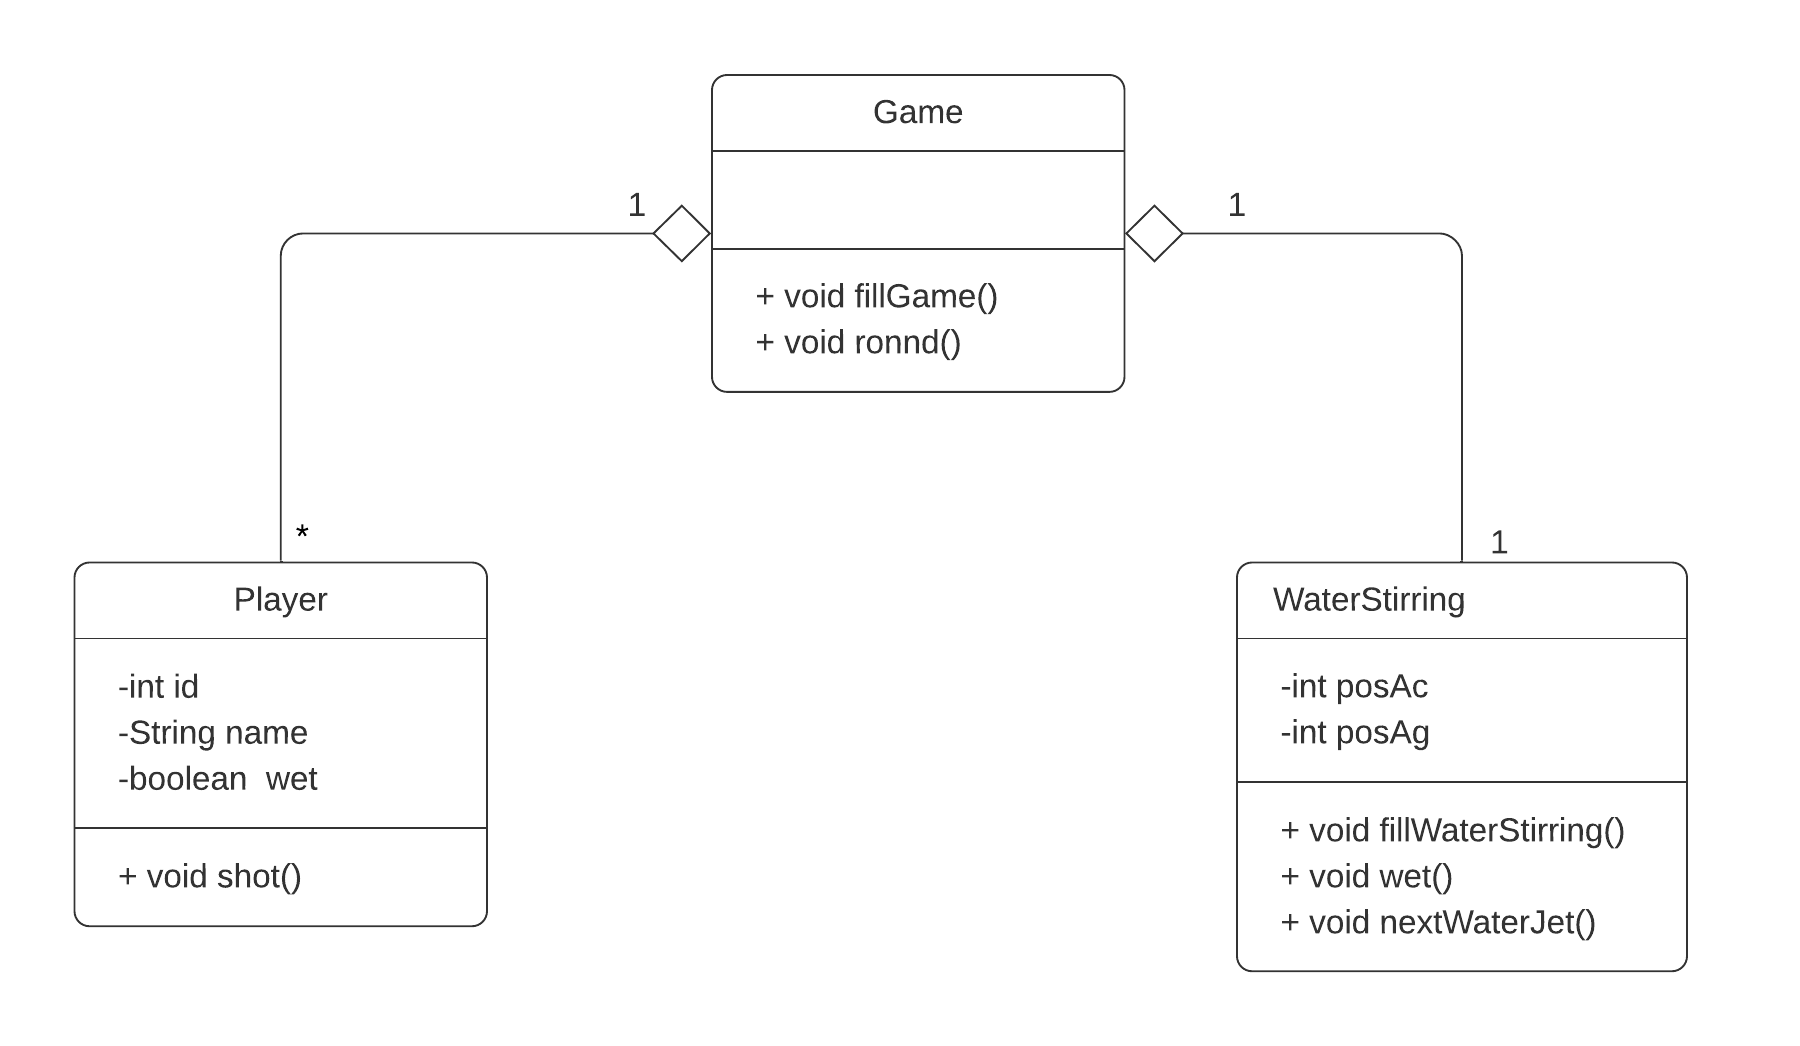 Game
1
1
+ void fillGame()
+ void ronnd()
*
1
Player
-int id
-String name
-boolean  wet
+ void shot()
WaterStirring
-int posAc
-int posAg
+ void fillWaterStirring()
+ void wet()
+ void nextWaterJet()